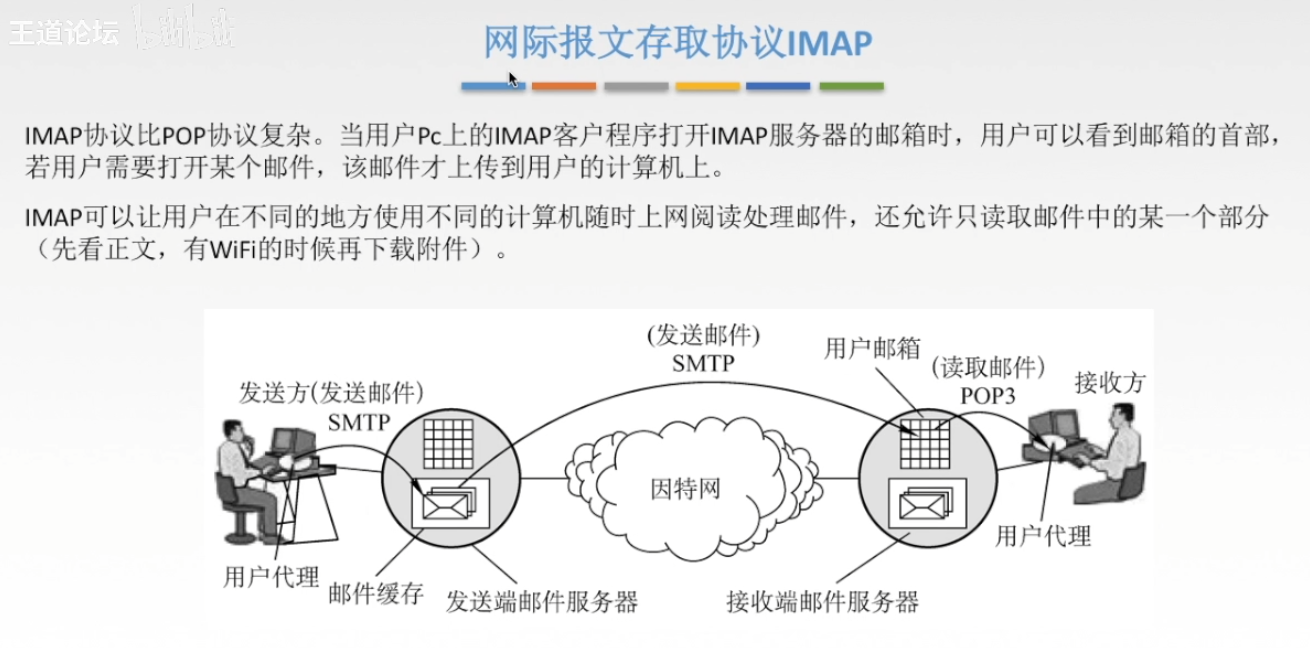 王道论坛 bilibili
网际报文存取协议IMAP
IMAP协议比POP协议复杂。当用户Pc上的IMAP客户程序打开IMAP服务器的邮箱时，用户可以看到邮箱的首部，
若用户需要打开某个邮件，该邮件才上传到用户的计算机上。
IMAP可以让用户在不同的地方使用不同的计算机随时上网阅读处理邮件，还允许只读取邮件中的某一个部分
（先看正文，有WiFi的时候再下载附件）。
(发送邮件)
SMTP
用户邮箱
(读取邮件)
POP3
接收方
发送方(发送邮件)
SMTP
因特网
用户代理
用户代理
邮件缓存
发送端邮件服务器
接收端邮件服务器